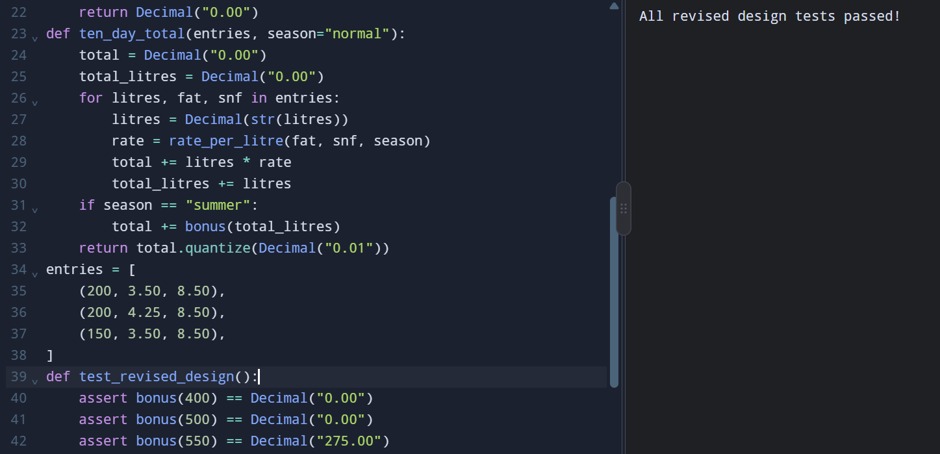 22 return Decimal("0.00")
23 def ten_day_total(entries, season="normal"):
24 total = Decimal("0.00")
25 total_litres = Decimal("0.00")
26 for litres, fat, snf in entries:
27 litres = Decimal(str(litres))
28 rate = rate_per_litre(fat, snf, season)
29 total += litres * rate
30 total_litres += litres
31 if season == "summer":
32 total += bonus(total_litres)
33 return total.quantize(Decimal("0.01"))
34 entries = [
35 (200, 3.50, 8.50),
36 (200, 4.25, 8.50),
37 (150, 3.50, 8.50),
38 ]
39 def test_revised_design():
40 assert bonus(400) == Decimal("0.00")
41 assert bonus(500) == Decimal("0.00")
42 assert bonus(550) == Decimal("275.00")
All revised design tests passed!